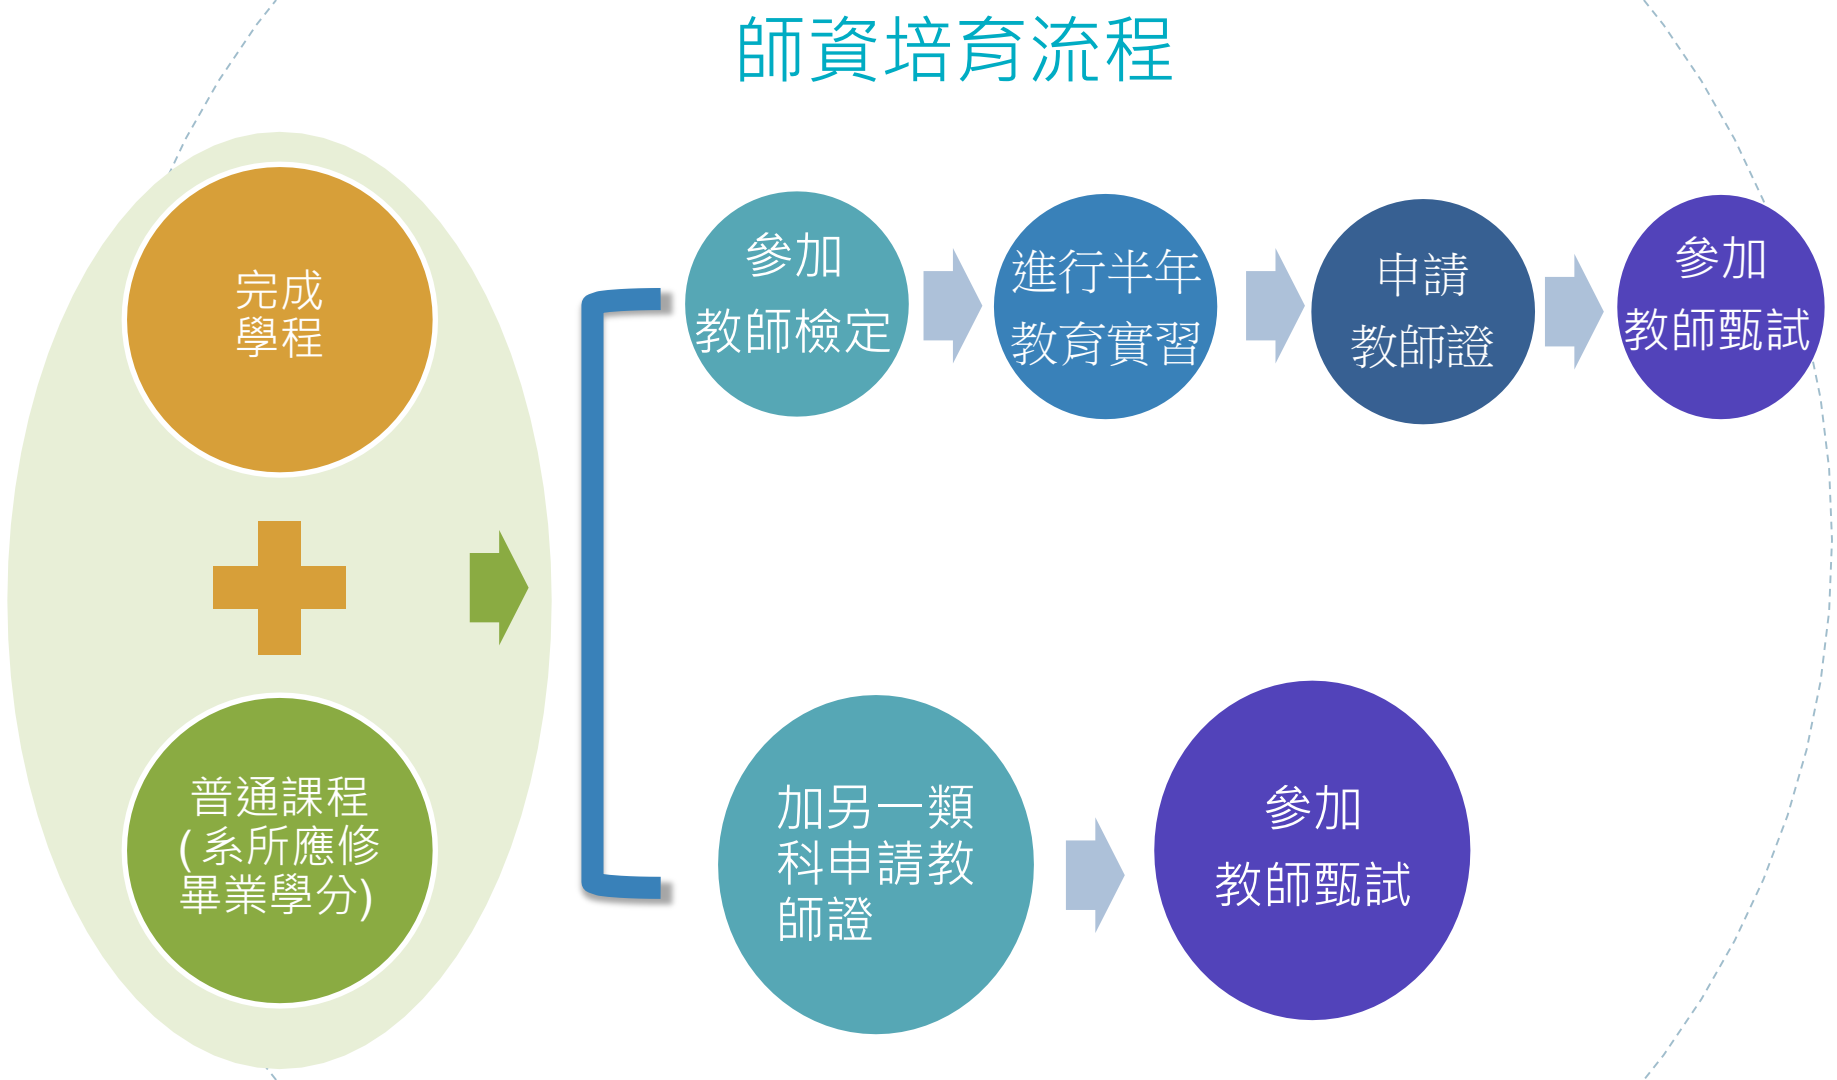 師資培育流程
完成
學程
普通課程
(系所應修
畢業學分)
參加
教師檢定
進行半年
教育實習
申請
教師證
參加
教師甄試
加另一類
科申請教
師證
參加
教師甄試